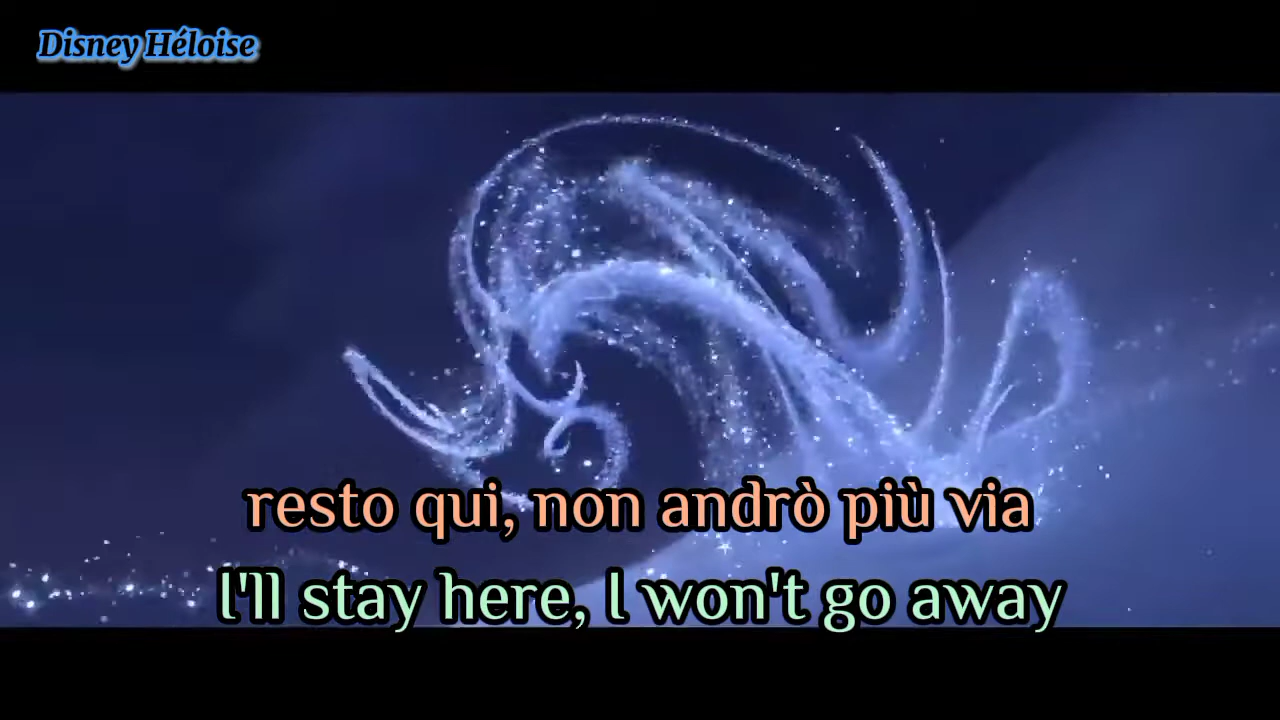 Disney Héloise
resto qui, non andrò più via
I'll stay here, I won't go away